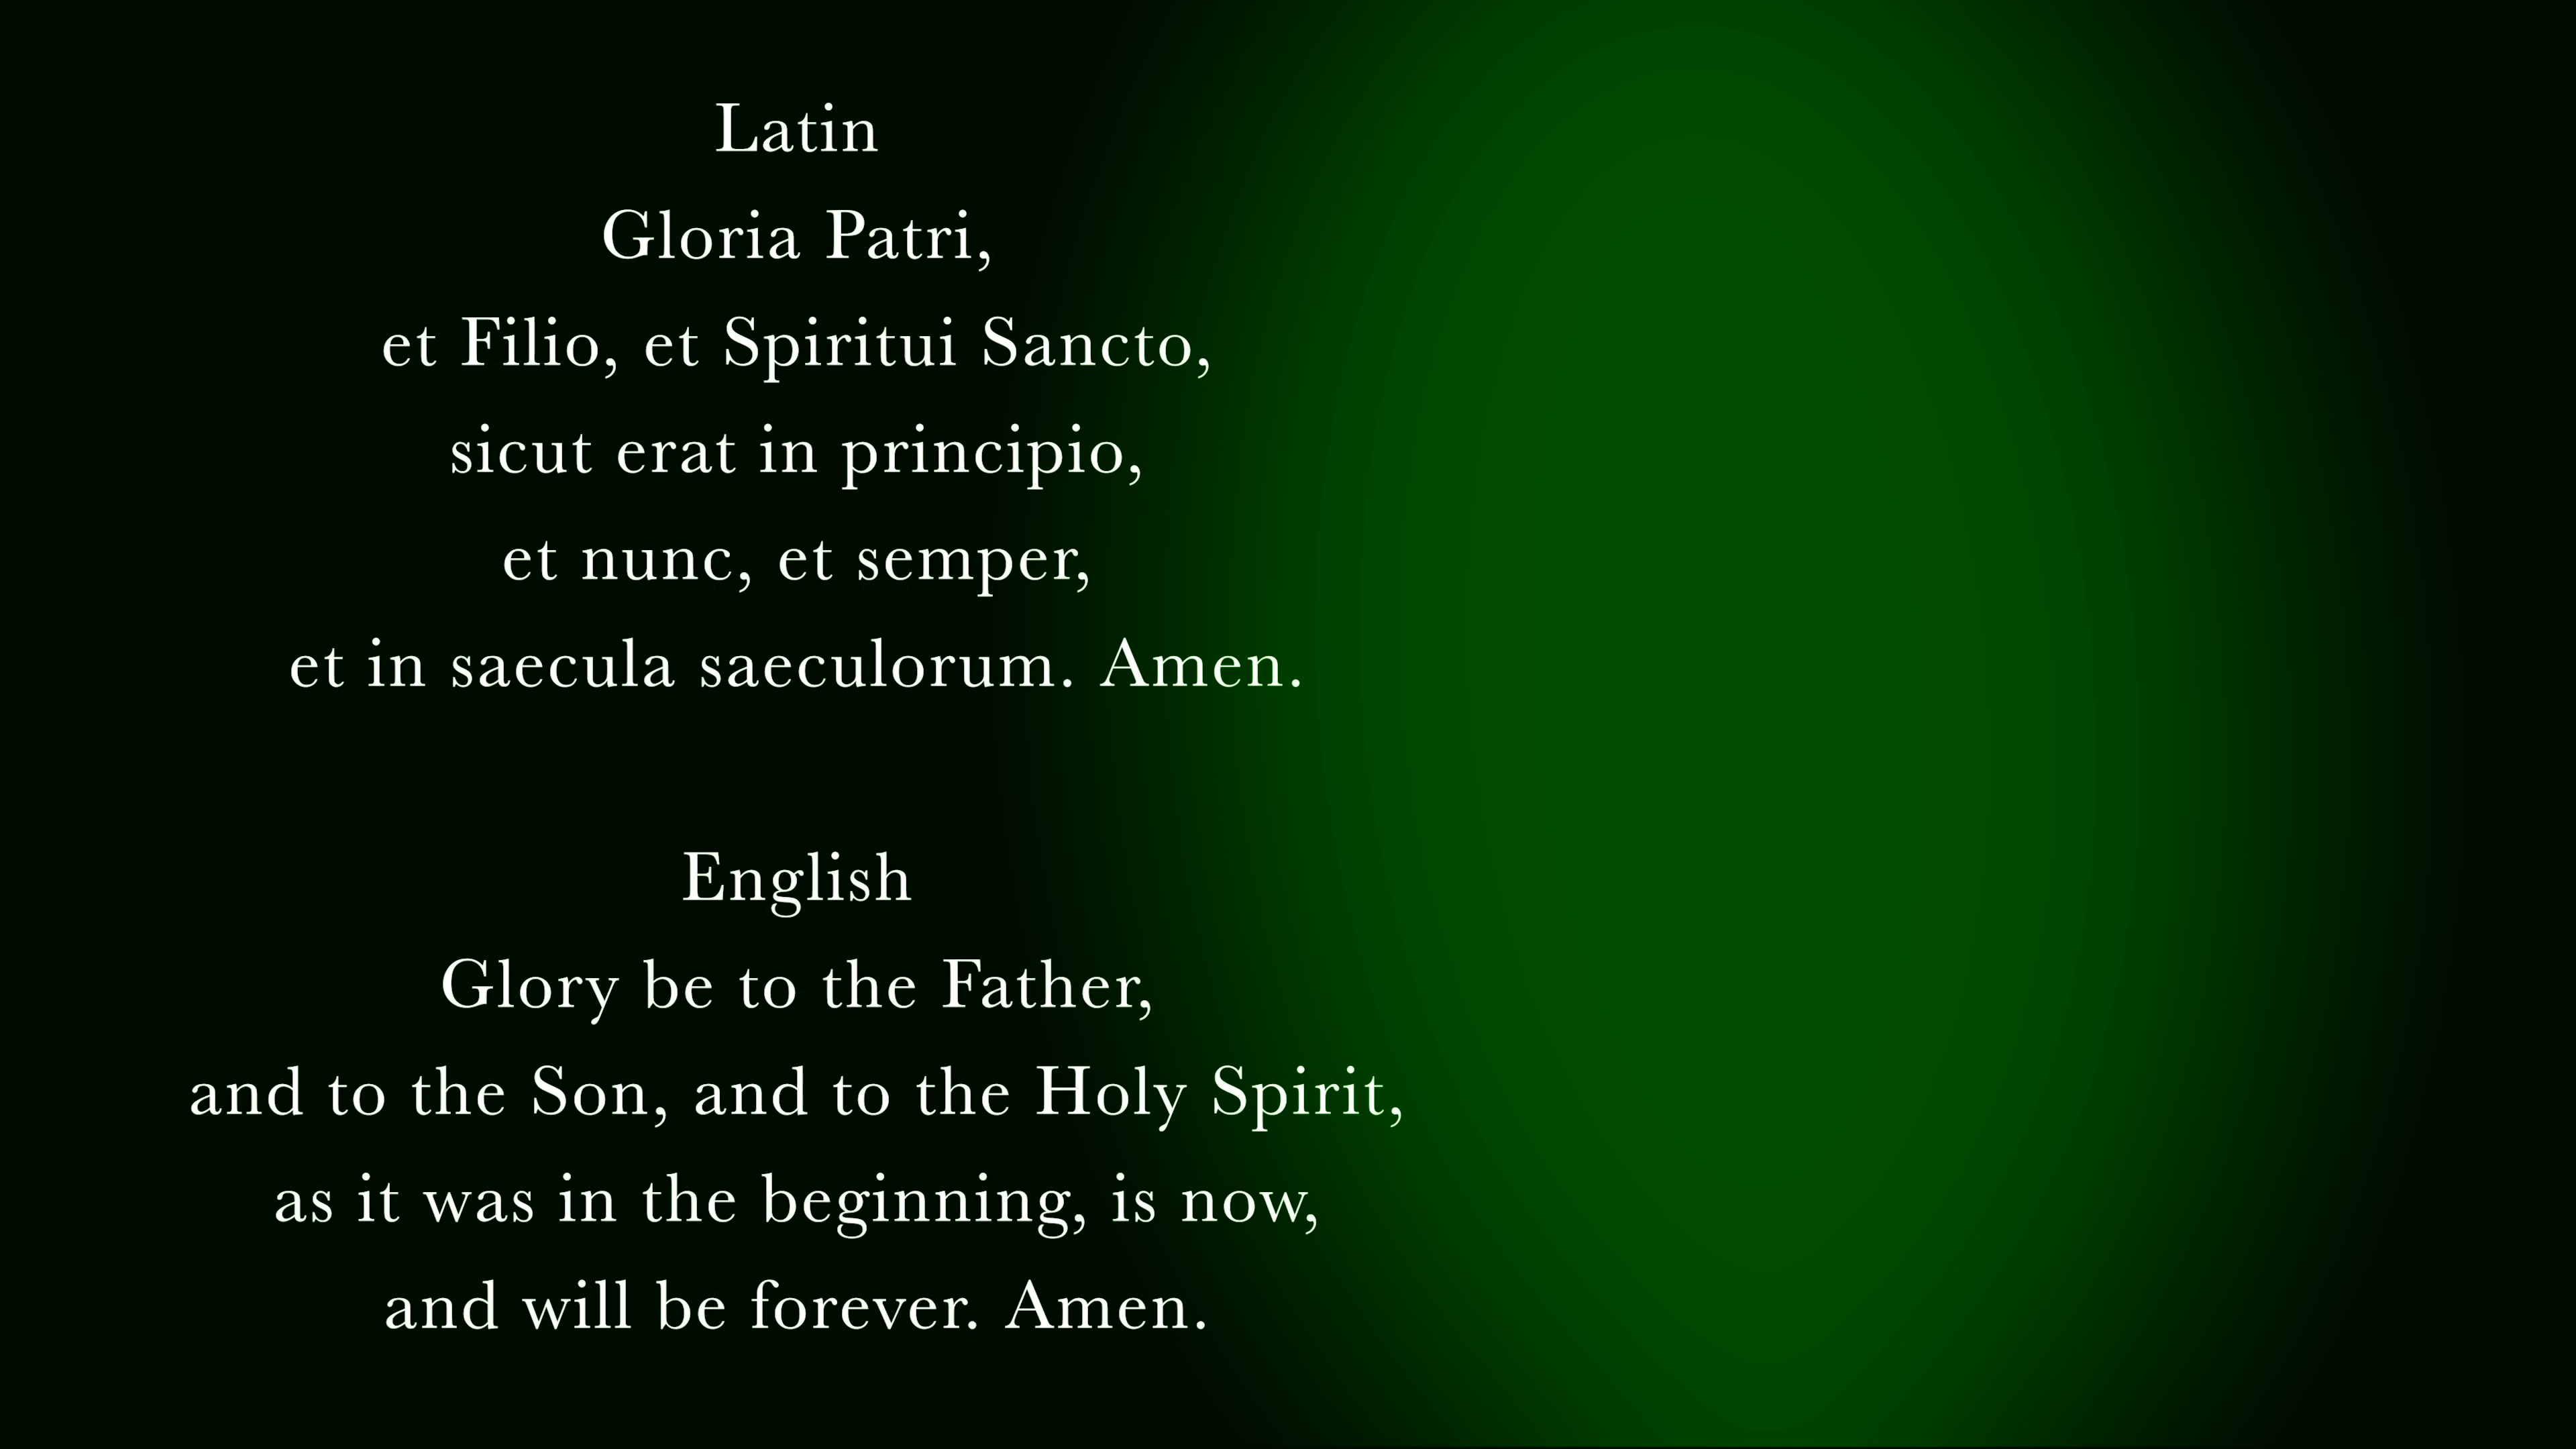 Latin
Gloria Patri,
et Filio, et Spiritui Sancto,
sicut erat in principio,
et nunc, et semper,
et in saecula saeculorum. Amen.
English
Glory be to the Father,
and to the Son, and to the Holy Spirit,
as it was in the beginning, is now,
and will be forever. Amen.